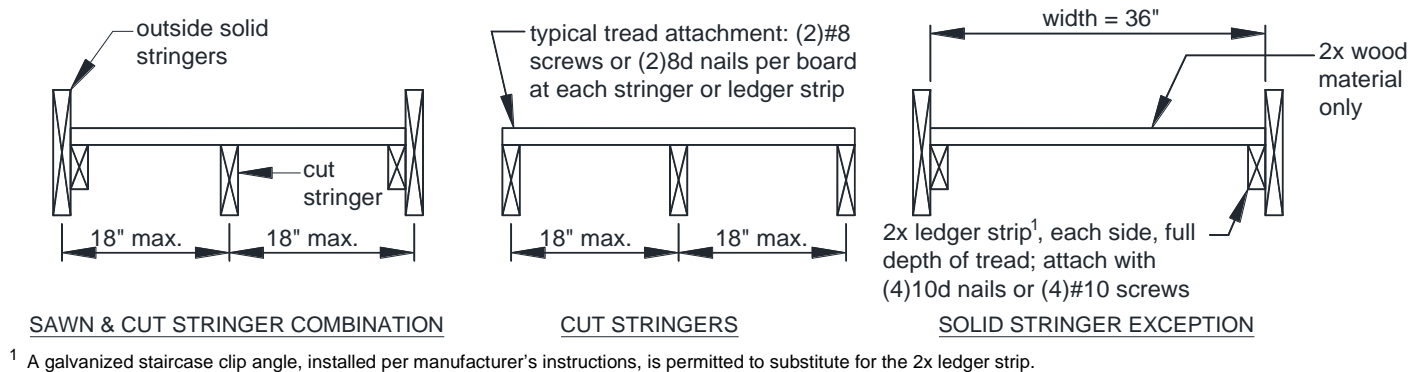 outside solid
stringers
cut
stringer
18" max.
18" max.
SAWN & CUT STRINGER COMBINATION
typical tread attachment: (2)#8
screws or (2)8d nails per board
at each stringer or ledger strip
18" max.
18" max.
CUT STRINGERS
width = 36"
2x wood
material
only
2x ledger strip¹, each side, full
depth of tread; attach with
(4)10d nails or (4)#10 screws
SOLID STRINGER EXCEPTION
¹ A galvanized staircase clip angle, installed per manufacturer's instructions, is permitted to substitute for the 2x ledger strip.